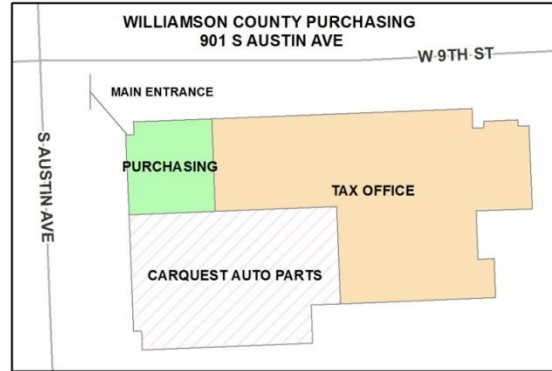 WILLIAMSON COUNTY PURCHASING
901 S AUSTIN AVE
W 9TH ST
MAIN ENTRANCE
S AUSTIN AVE
PURCHASING
TAX OFFICE
CARQUEST AUTO PARTS